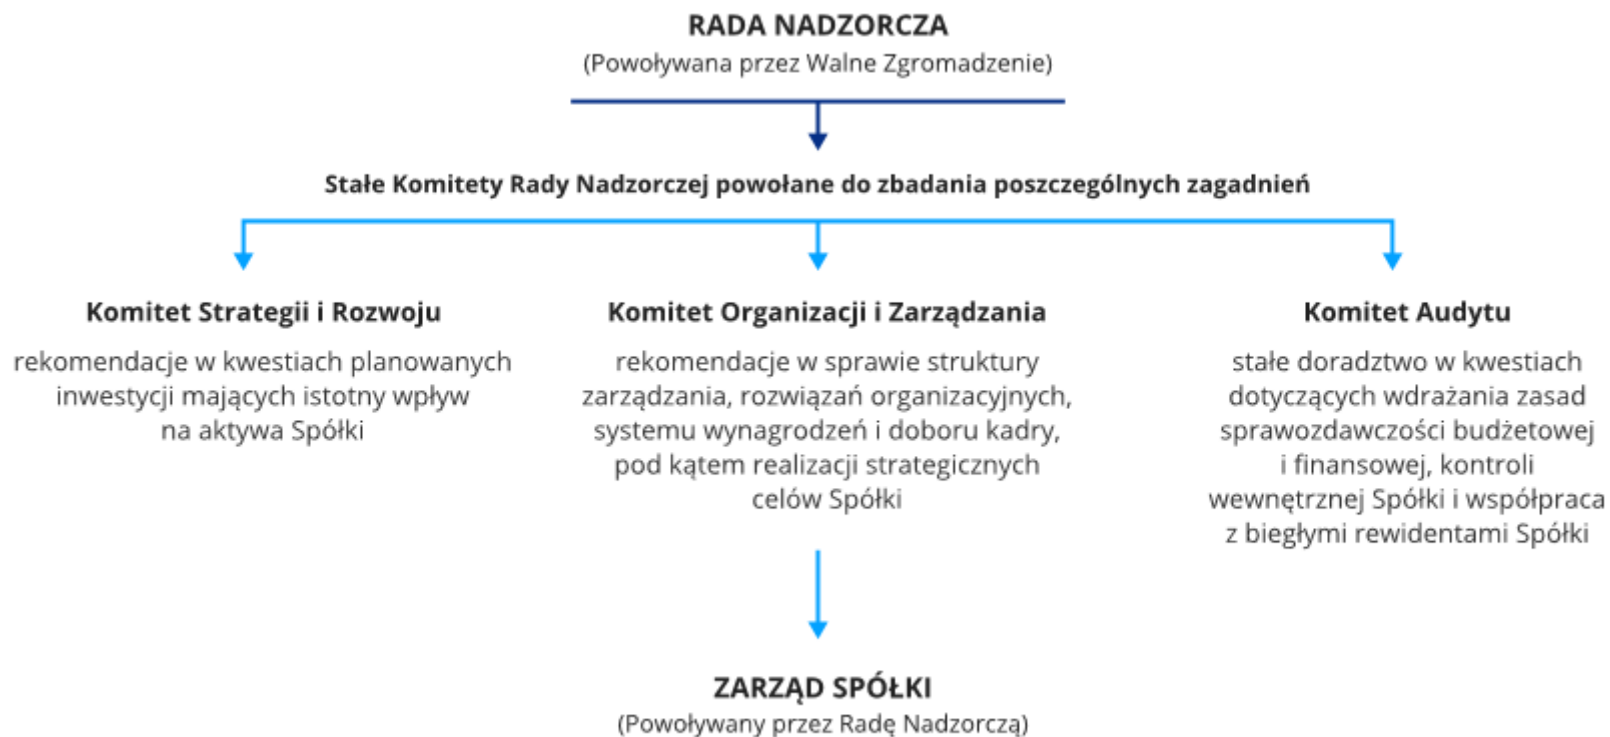 RADA NADZORCZA
(Powoływana przez Walne Zgromadzenie)
Stałe Komitety Rady Nadzorczej powołane do zbadania poszczególnych zagadnień
Komitet Strategii i Rozwoju
rekomendacje w kwestiach planowanych
inwestycji mających istotny wpływ
na aktywa Spółki
Komitet Organizacji i Zarządzania
rekomendacje w sprawie struktury
zarządzania, rozwiązań organizacyjnych,
systemu wynagrodzeń i doboru kadry,
pod kątem realizacji strategicznych
celów Spółki
Komitet Audytu
stałe doradztwo w kwestiach
dotyczących wdrażania zasad
sprawozdawczości budżetowej
i finansowej, kontroli
wewnętrznej Spółki i współpraca
z biegłymi rewidentami Spółki
ZARZĄD SPÓŁKI
(Powoływany przez Radę Nadzorczą)